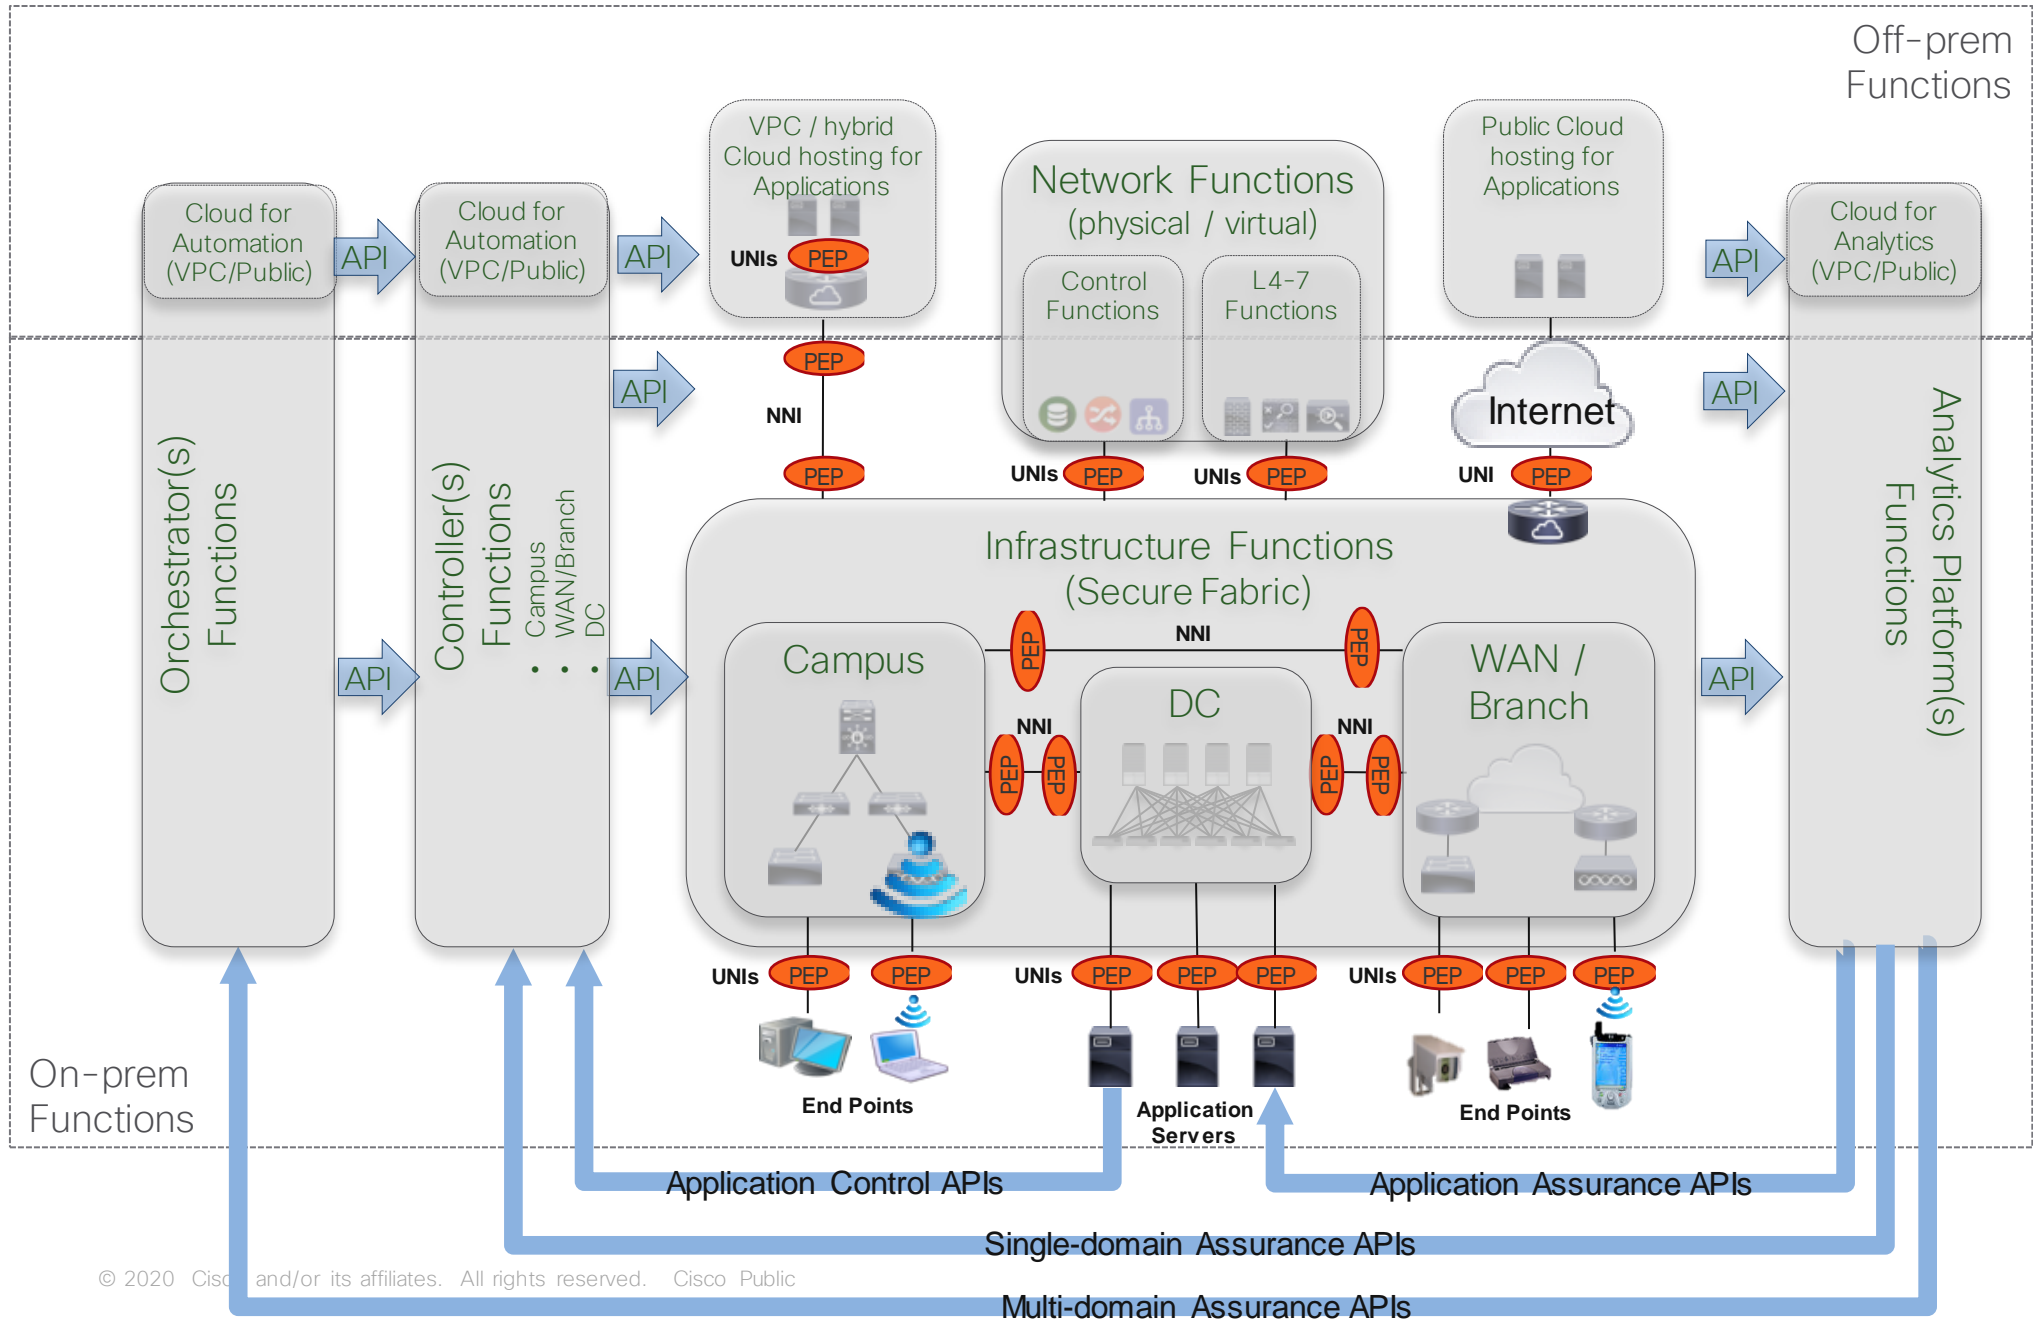 Off-prem
Functions
VPC / hybrid
Cloud hosting for
Applications
UNIs
PEP
Network Functions
(physical / virtual)
Control
Functions
L4-7
Functions
Public Cloud
hosting for
Applications
Cloud for
Automation
(VPC/Public)
API
Cloud for
Automation
(VPC/Public)
API
API
Cloud for
Analytics
(VPC/Public)
PEP
API
NNI
PEP
Internet
API
UNIs
PEP
UNIs
PEP
UNI
PEP
Orchestrator(s)
Functions
Controller(s)
Functions
Campus
WAN/Branch
DC
. . .
Analytics Platform(s)
Functions
Infrastructure Functions
(Secure Fabric)
API
API
API
Campus
PEP
NNI
PEP
WAN /
Branch
DC
NNI
PEP
PEP
NNI
PEP
PEP
UNIs
PEP
PEP
UNIs
PEP
PEP
PEP
UNIs
PEP
PEP
PEP
End Points
Application
Servers
End Points
On-prem
Functions
Application Control APIs
Application Assurance APIs
Single-domain Assurance APIs
© 2020 Cisco and/or its affiliates. All rights reserved. Cisco Public
Multi-domain Assurance APIs